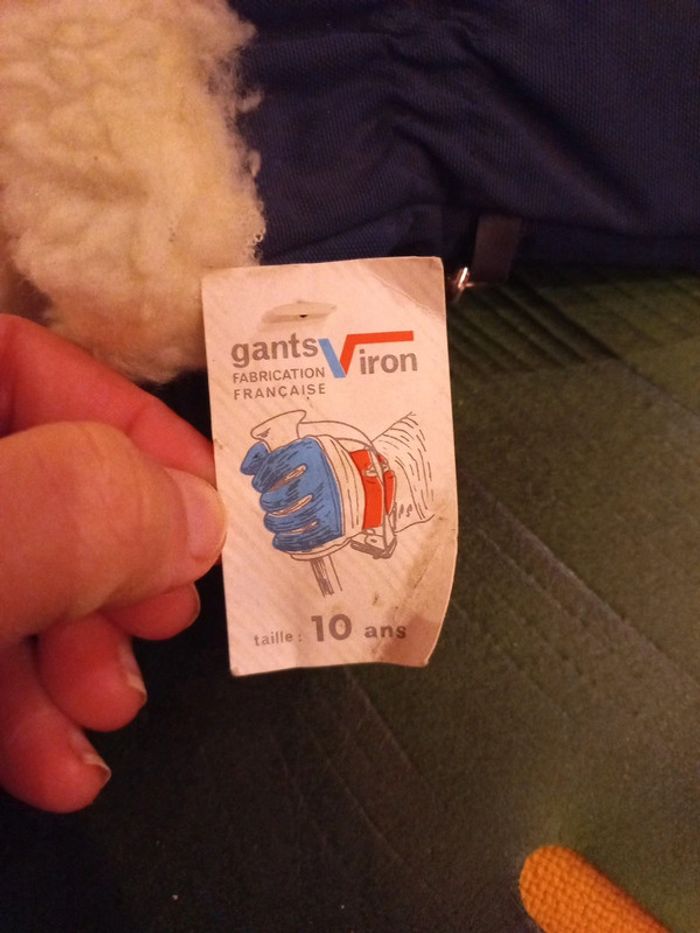 gants Viron
FABRICATION
FRANÇAISE
taille : 10 ans